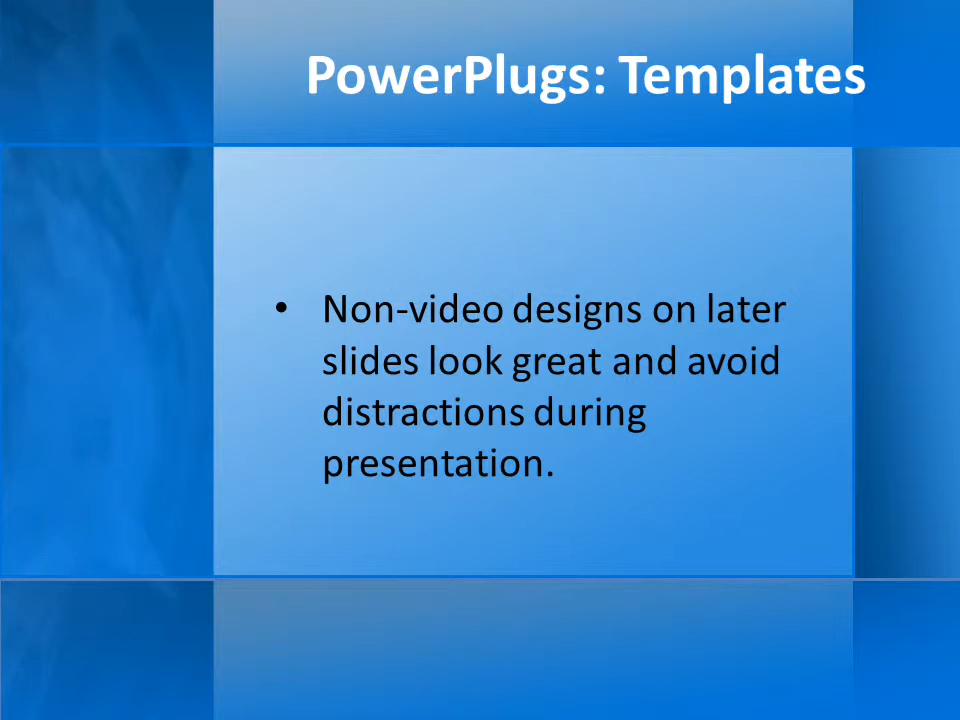 PowerPlugs: Templates
• Non-video designs on later
slides look great and avoid
distractions during
presentation.